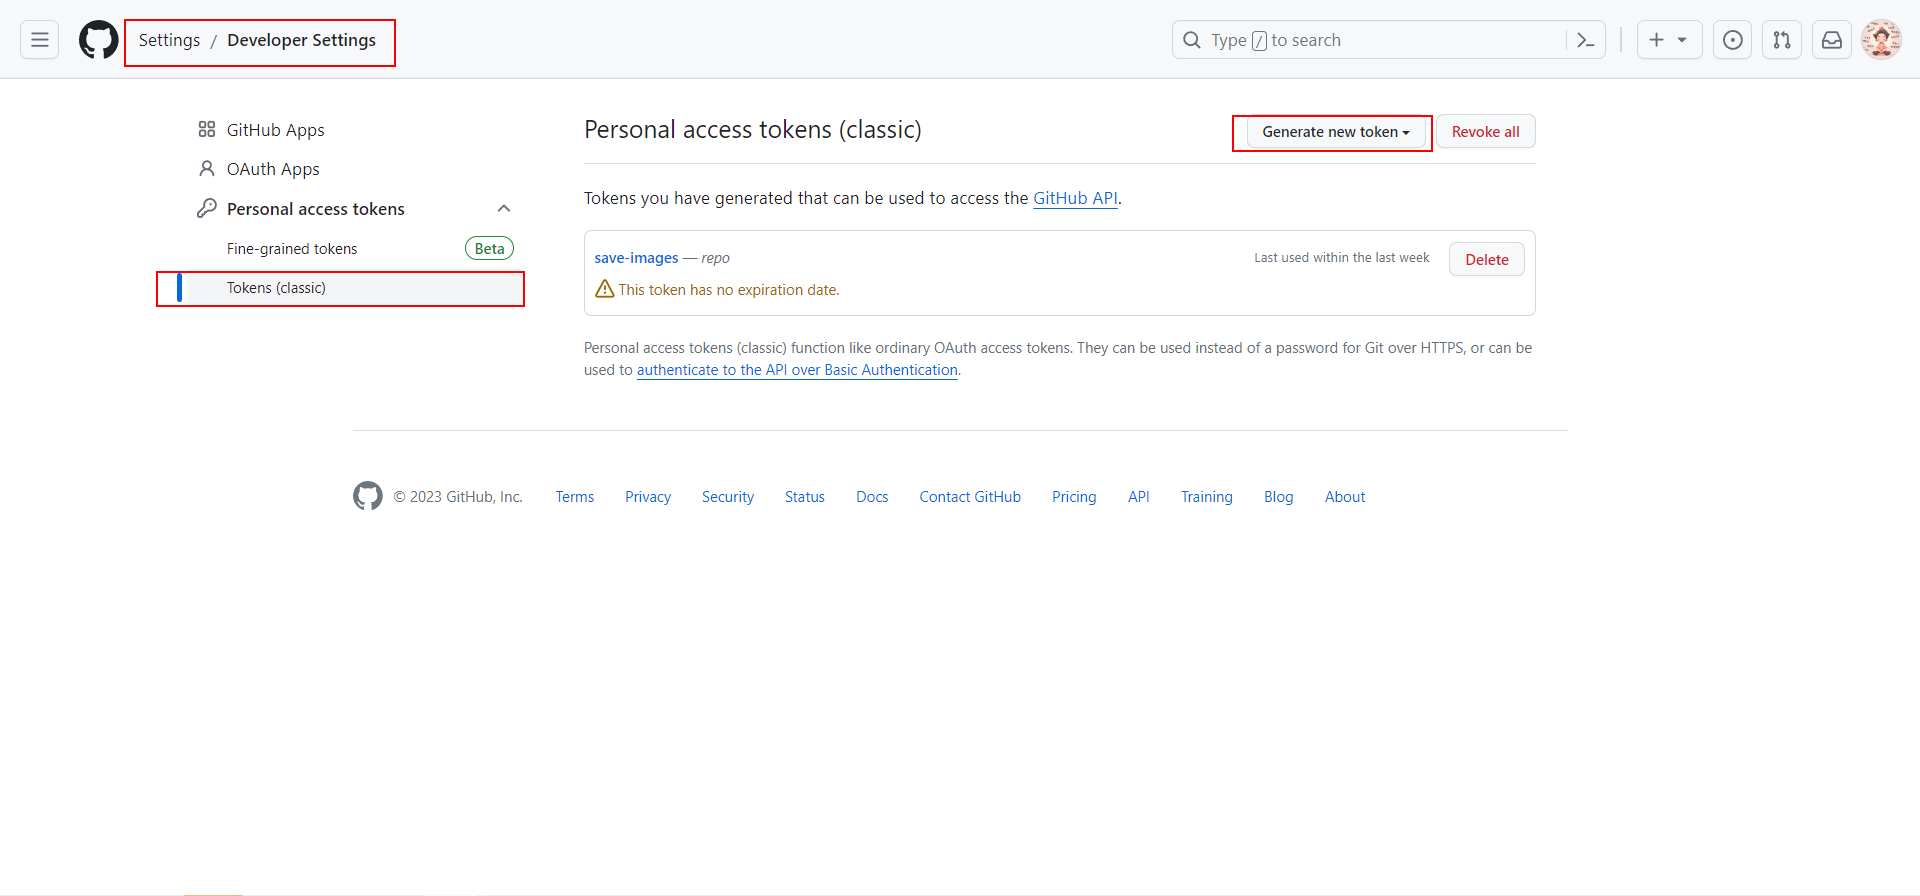 Settings / Developer Settings
Type / to search
GitHub Apps
OAuth Apps
Personal access tokens
Fine-grained tokens Beta
Tokens (classic)
Personal access tokens (classic)
Generate new token
Revoke all
Tokens you have generated that can be used to access the GitHub API.
save-images — repo
Last used within the last week
Delete
This token has no expiration date.
Personal access tokens (classic) function like ordinary OAuth access tokens. They can be used instead of a password for Git over HTTPS, or can be
used to authenticate to the API over Basic Authentication.
© 2023 GitHub, Inc. Terms Privacy Security Status Docs Contact GitHub Pricing API Training Blog About